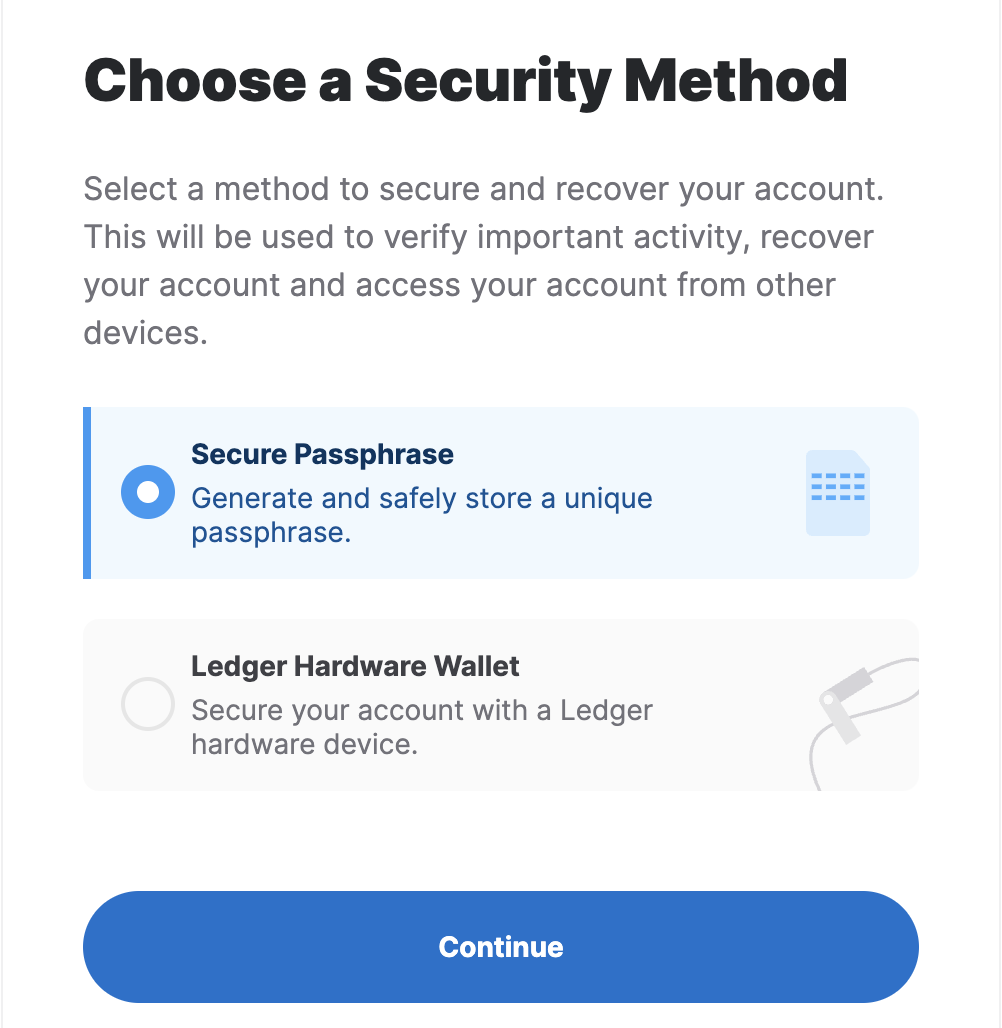 Choose a Security Method
Select a method to secure and recover your account.
This will be used to verify important activity, recover
your account and access your account from other
devices.
Secure Passphrase
Generate and safely store a unique
passphrase.
Ledger Hardware Wallet
Secure your account with a Ledger
hardware device.
Continue